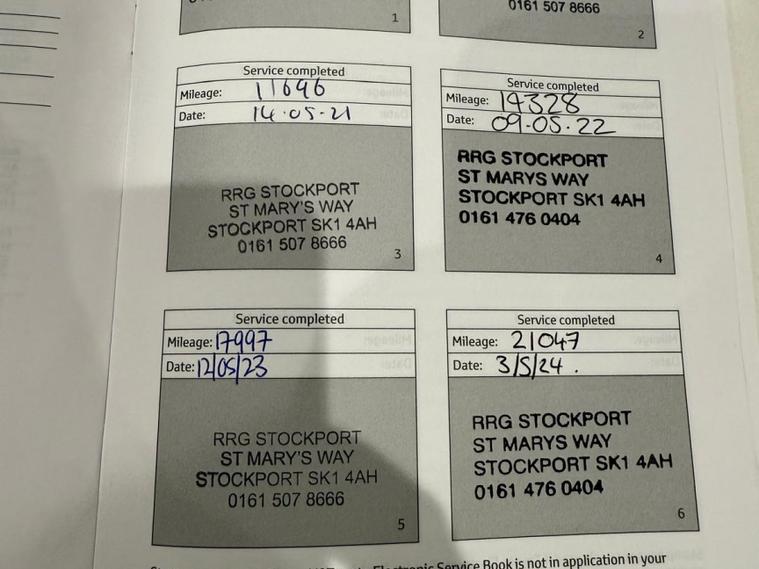 1
0161 507 8666
2
Service completed
Mileage: 11696
Date: 14.05.21
RRG STOCKPORT
ST MARY'S WAY
STOCKPORT SK1 4AH
0161 507 8666
3
Service completed
Mileage: 14328
Date: 09.05.22
RRG STOCKPORT
ST MARYS WAY
STOCKPORT SK1 4AH
0161 476 0404
4
Service completed
Mileage: 17997
Date: 12/05/23
RRG STOCKPORT
ST MARY'S WAY
STOCKPORT SK1 4AH
0161 507 8666
5
Service completed
Mileage: 21047
Date: 3/5/24.
RRG STOCKPORT
ST MARYS WAY
STOCKPORT SK1 4AH
0161 476 0404
6
Electronic Service Book is not in application in your